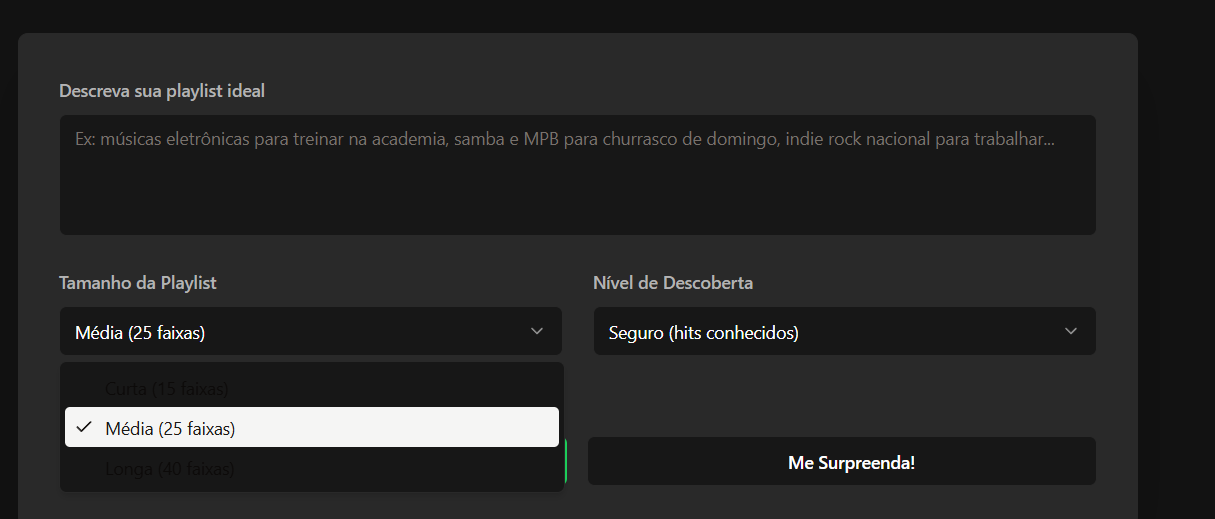 Descreva sua playlist ideal
Ex: músicas eletrônicas para treinar na academia, samba e MPB para churrasco de domingo, indie rock nacional para trabalhar...
Tamanho da Playlist
Nível de Descoberta
Média (25 faixas)
Seguro (hits conhecidos)
Curta (15 faixas)
Média (25 faixas)
Longa (40 faixas)
Me Surpreenda!